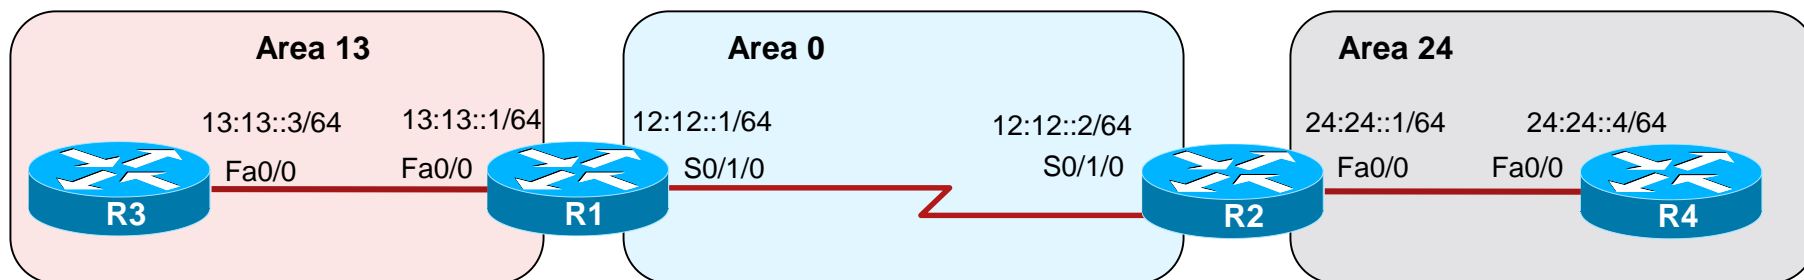 Area 13
Area 0
Area 24
13:13::3/64
13:13::1/64
12:12::1/64
12:12::2/64
24:24::1/64
24:24::4/64
Fa0/0
Fa0/0
S0/1/0
S0/1/0
Fa0/0
Fa0/0
R3
R1
R2
R4